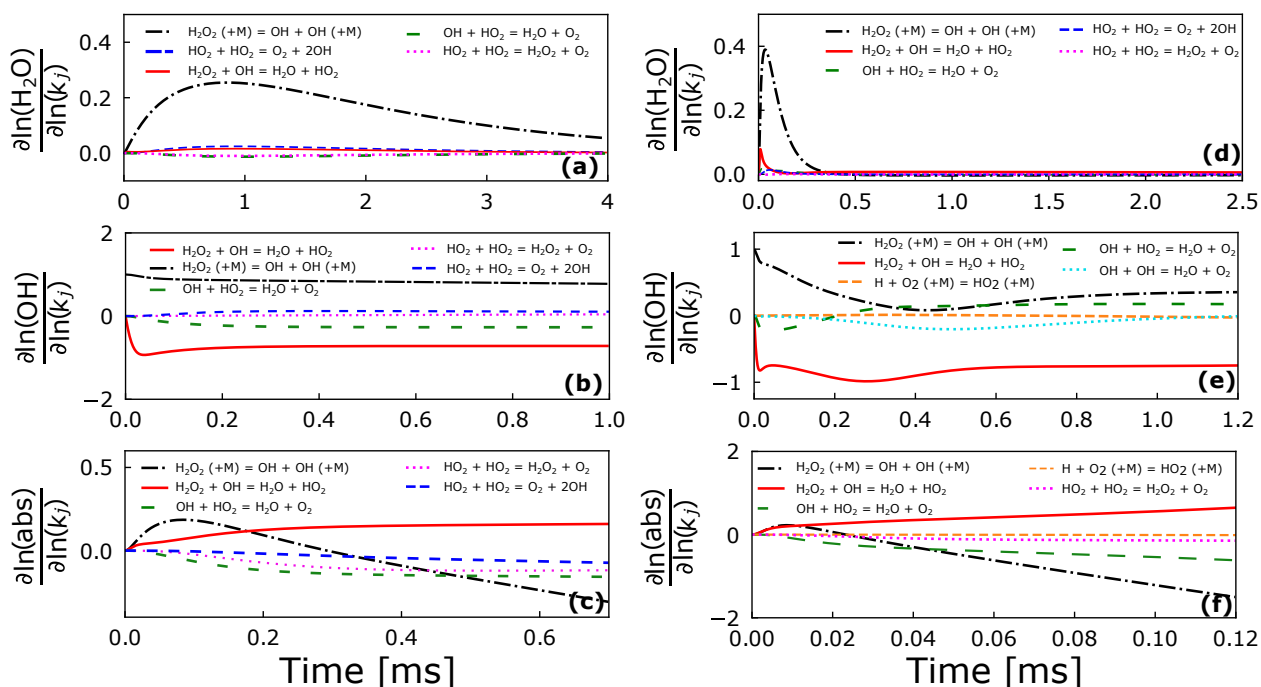 ∂ln(H₂O)
∂ln(kⱼ)
0.4
0.2
0.0
H₂O₂ (+M) = OH + OH (+M)
HO₂ + HO₂ = O₂ + 2OH
H₂O₂ + OH = H₂O + HO₂
OH + HO₂ = H₂O + O₂
HO₂ + HO₂ = H₂O₂ + O₂
(a)
0 1 2 3 4
∂ln(H₂O)
∂ln(kⱼ)
0.4
0.2
0.0
H₂O₂ (+M) = OH + OH (+M)
H₂O₂ + OH = H₂O + HO₂
OH + HO₂ = H₂O + O₂
HO₂ + HO₂ = O₂ + 2OH
HO₂ + HO₂ = H₂O₂ + O₂
(d)
0.0 0.5 1.0 1.5 2.0 2.5
∂ln(OH)
∂ln(kⱼ)
2
0
−2
H₂O₂ + OH = H₂O + HO₂
H₂O₂ (+M) = OH + OH (+M)
OH + HO₂ = H₂O + O₂
HO₂ + HO₂ = H₂O₂ + O₂
HO₂ + HO₂ = O₂ + 2OH
(b)
0.0 0.2 0.4 0.6 0.8 1.0
∂ln(OH)
∂ln(kⱼ)
1
0
−1
H₂O₂ (+M) = OH + OH (+M)
H₂O₂ + OH = H₂O + HO₂
H + O2 (+M) = HO2 (+M)
OH + HO₂ = H₂O + O₂
OH + OH = H₂O + O₂
(e)
0.0 0.2 0.4 0.6 0.8 1.0 1.2
∂ln(abs)
∂ln(kⱼ)
0.5
0.0
H₂O₂ (+M) = OH + OH (+M)
H₂O₂ + OH = H₂O + HO₂
OH + HO₂ = H₂O + O₂
HO₂ + HO₂ = H₂O₂ + O₂
HO₂ + HO₂ = O₂ + 2OH
(c)
0.0 0.2 0.4 0.6
Time [ms]
∂ln(abs)
∂ln(kⱼ)
2
0
−2
H₂O₂ (+M) = OH + OH (+M)
H₂O₂ + OH = H₂O + HO₂
OH + HO₂ = H₂O + O₂
H + O2 (+M) = HO2 (+M)
HO₂ + HO₂ = H₂O₂ + O₂
(f)
0.00 0.02 0.04 0.06 0.08 0.10 0.12
Time [ms]